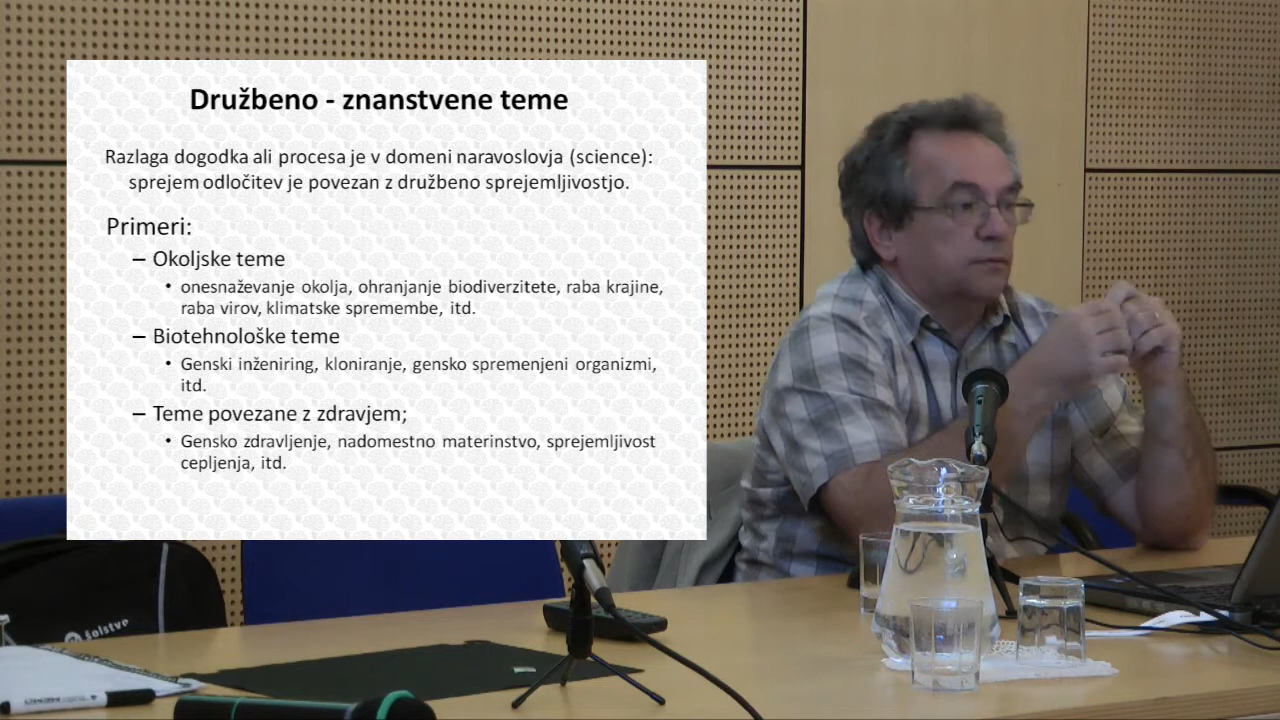 Družbeno - znanstvene teme
Razlaga dogodka ali procesa je v domeni naravoslovja (science):
sprejem odločitev je povezan z družbeno sprejemljivostjo.
Primeri:
– Okoljske teme
• onesnaževanje okolja, ohranjanje biodiverzitete, raba krajine,
raba virov, klimatske spremembe, itd.
– Biotehnološke teme
• Genski inženiring, kloniranje, gensko spremenjeni organizmi,
itd.
– Teme povezane z zdravjem;
• Gensko zdravljenje, nadomestno materinstvo, sprejemljivost
cepljenja, itd.
šolstvo